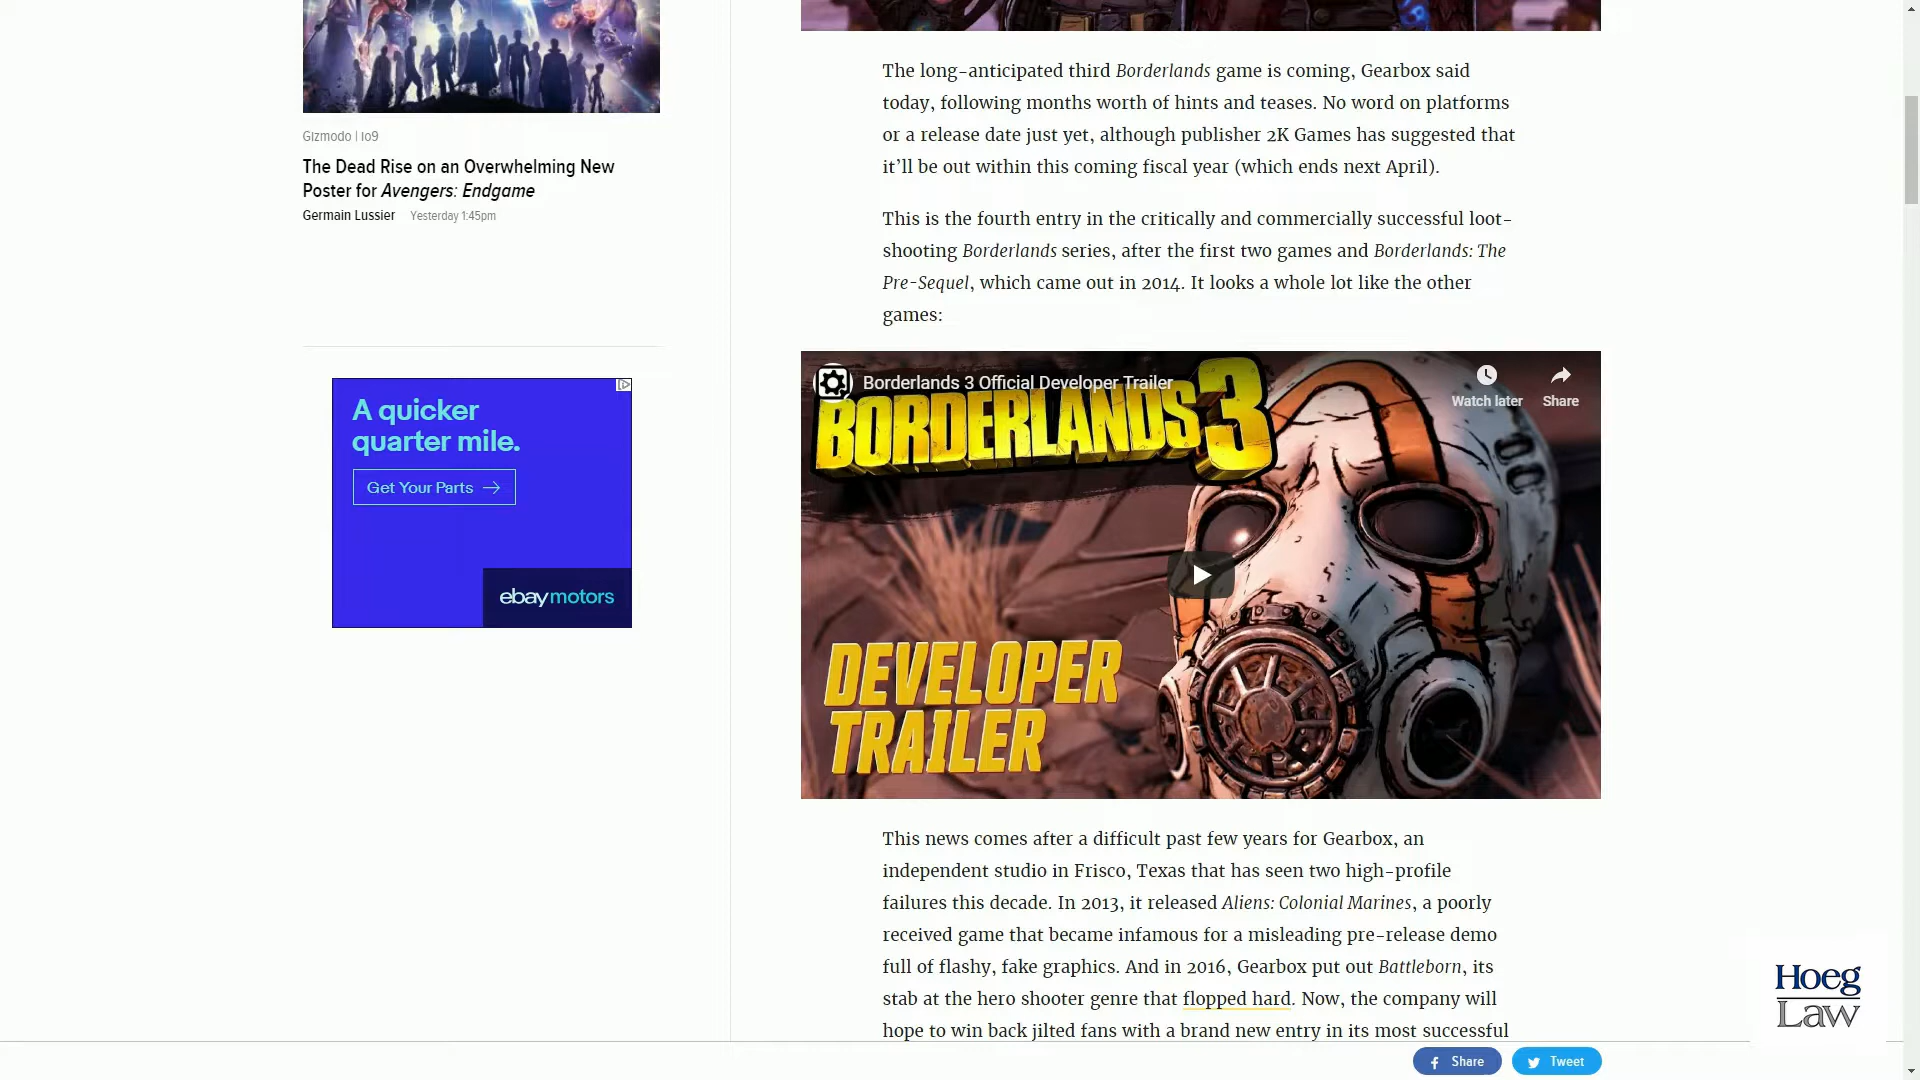 Gizmodo | io9
The Dead Rise on an Overwhelming New
Poster for Avengers: Endgame
Germain Lussier Yesterday 1:45pm
A quicker
quarter mile.
Get Your Parts
ebay motors
The long-anticipated third Borderlands game is coming, Gearbox said
today, following months worth of hints and teases. No word on platforms
or a release date just yet, although publisher 2K Games has suggested that
it’ll be out within this coming fiscal year (which ends next April).
This is the fourth entry in the critically and commercially successful loot-
shooting Borderlands series, after the first two games and Borderlands: The
Pre-Sequel, which came out in 2014. It looks a whole lot like the other
games:
Borderlands 3 Official Developer Trailer
Watch later
Share
BORDERLANDS 3
DEVELOPER
TRAILER
This news comes after a difficult past few years for Gearbox, an
independent studio in Frisco, Texas that has seen two high-profile
failures this decade. In 2013, it released Aliens: Colonial Marines, a poorly
received game that became infamous for a misleading pre-release demo
full of flashy, fake graphics. And in 2016, Gearbox put out Battleborn, its
stab at the hero shooter genre that flopped hard. Now, the company will
hope to win back jilted fans with a brand new entry in its most successful
Share
Tweet
Hoeg
Law